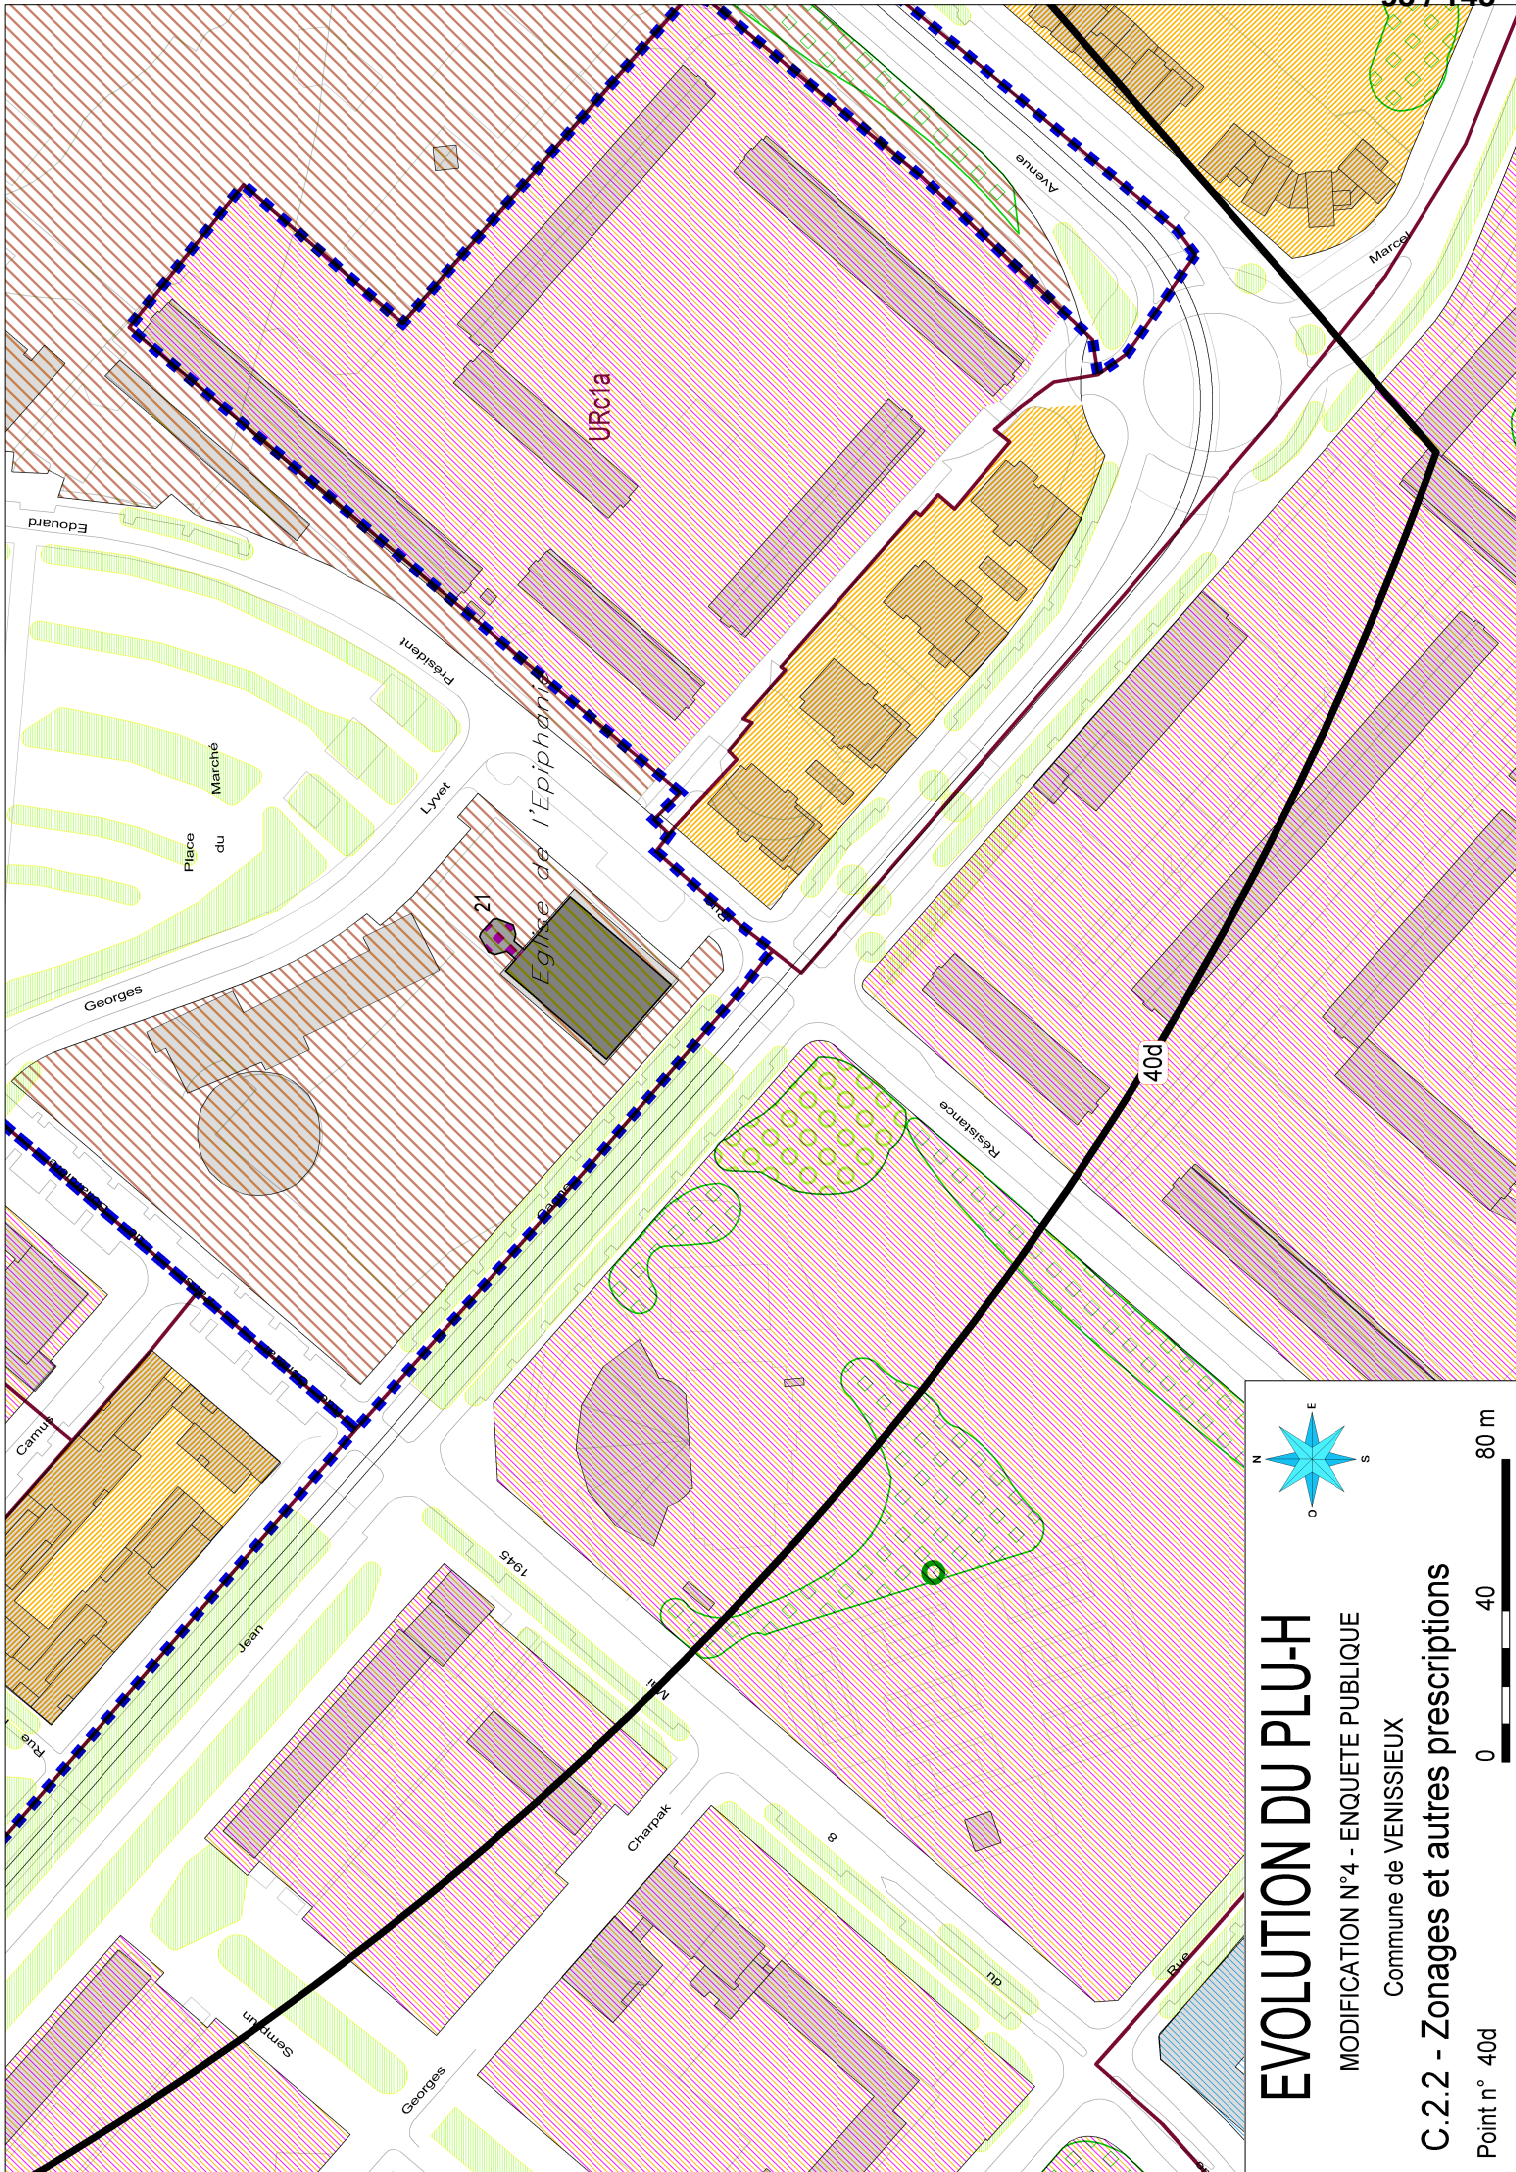 Avenue
Marcel
Edouard
URc1a
Président
Marché
Place
du
Lyvet
Eglise de l'Epiphanie
21
Rue
Georges
40d
Résistance
Camus
1945
Jean
Mai
Rue
Charpak
8
du
Rue
Sempun
Georges
N
E
S
O
EVOLUTION DU PLU-H
MODIFICATION N°4 - ENQUETE PUBLIQUE
Commune de VENISSIEUX
C.2.2 - Zonages et autres prescriptions
Point n° 40d
0 40 80 m